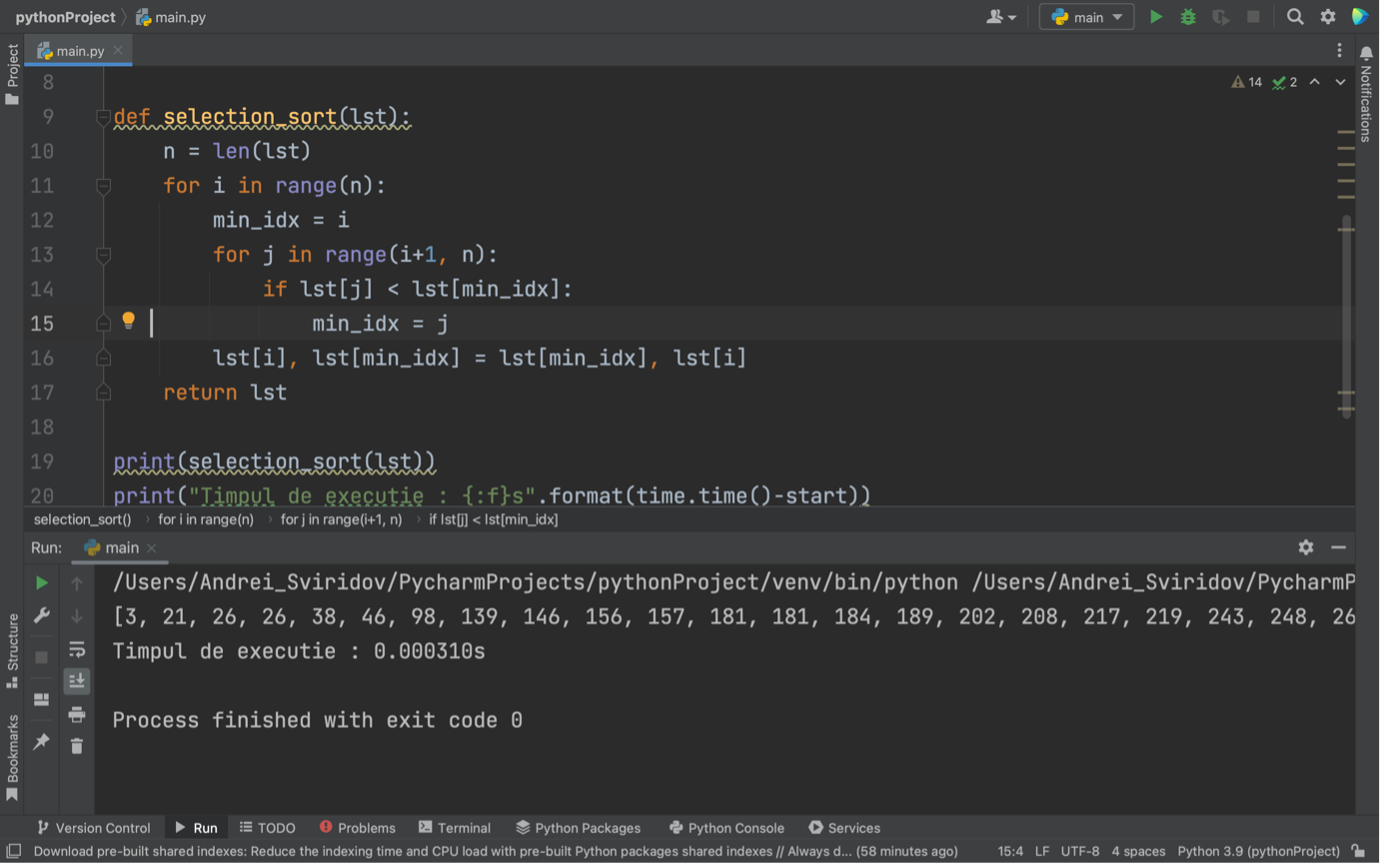 pythonProject main.py main
main.py
14 2
8
9 def selection_sort(lst):
10 n = len(lst)
11 for i in range(n):
12 min_idx = i
13 for j in range(i+1, n):
14 if lst[j] < lst[min_idx]:
15 min_idx = j
16 lst[i], lst[min_idx] = lst[min_idx], lst[i]
17 return lst
18
19 print(selection_sort(lst))
20 print("Timpul de executie : {:f}s".format(time.time()-start))
selection_sort() for i in range(n) for j in range(i+1, n) if lst[j] < lst[min_idx]
Run: main
/Users/Andrei_Sviridov/PycharmProjects/pythonProject/venv/bin/python /Users/Andrei_Sviridov/PycharmP
[3, 21, 26, 26, 38, 46, 98, 139, 146, 156, 157, 181, 181, 184, 189, 202, 208, 217, 219, 243, 248, 26
Timpul de executie : 0.000310s
Process finished with exit code 0
Project
Structure
Bookmarks
Notifications
Version Control Run TODO Problems Terminal Python Packages Python Console Services
Download pre-built shared indexes: Reduce the indexing time and CPU load with pre-built Python packages shared indexes // Always d... (58 minutes ago) 15:4 LF UTF-8 4 spaces Python 3.9 (pythonProject)